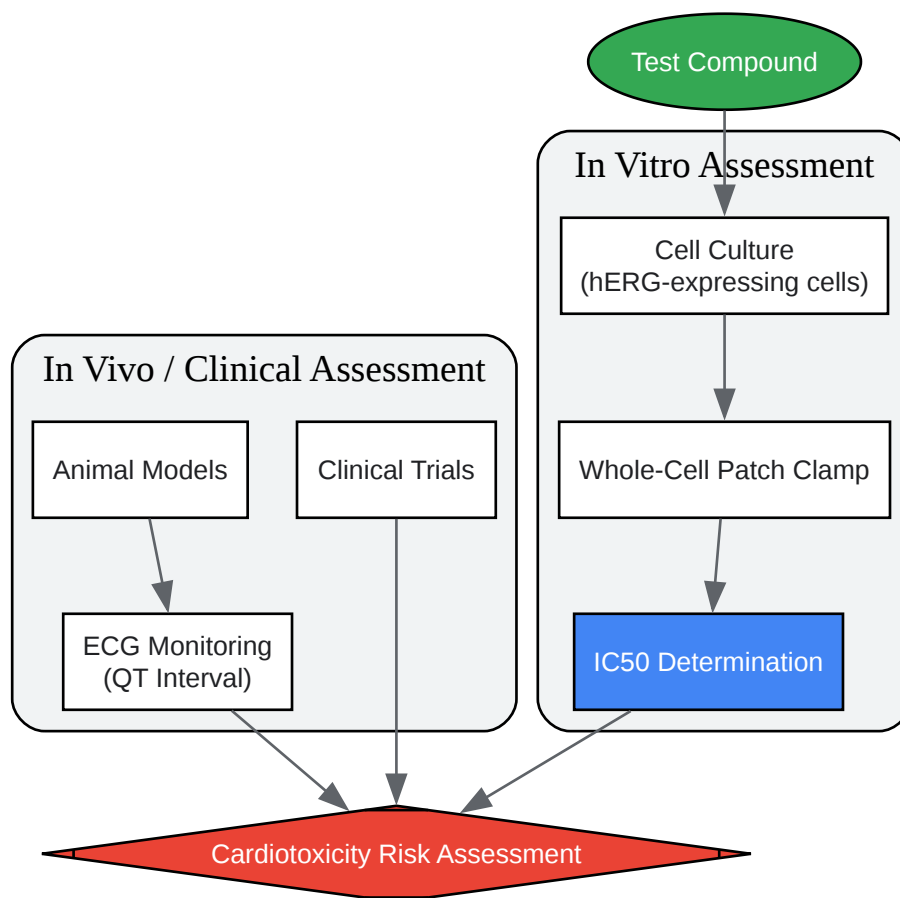 Test Compound
In Vitro Assessment
Cell Culture
(hERG-expressing cells)
In Vivo / Clinical Assessment
Animal Models
Clinical Trials
Whole-Cell Patch Clamp
ECG Monitoring
(QT Interval)
IC50 Determination
Cardiotoxicity Risk Assessment